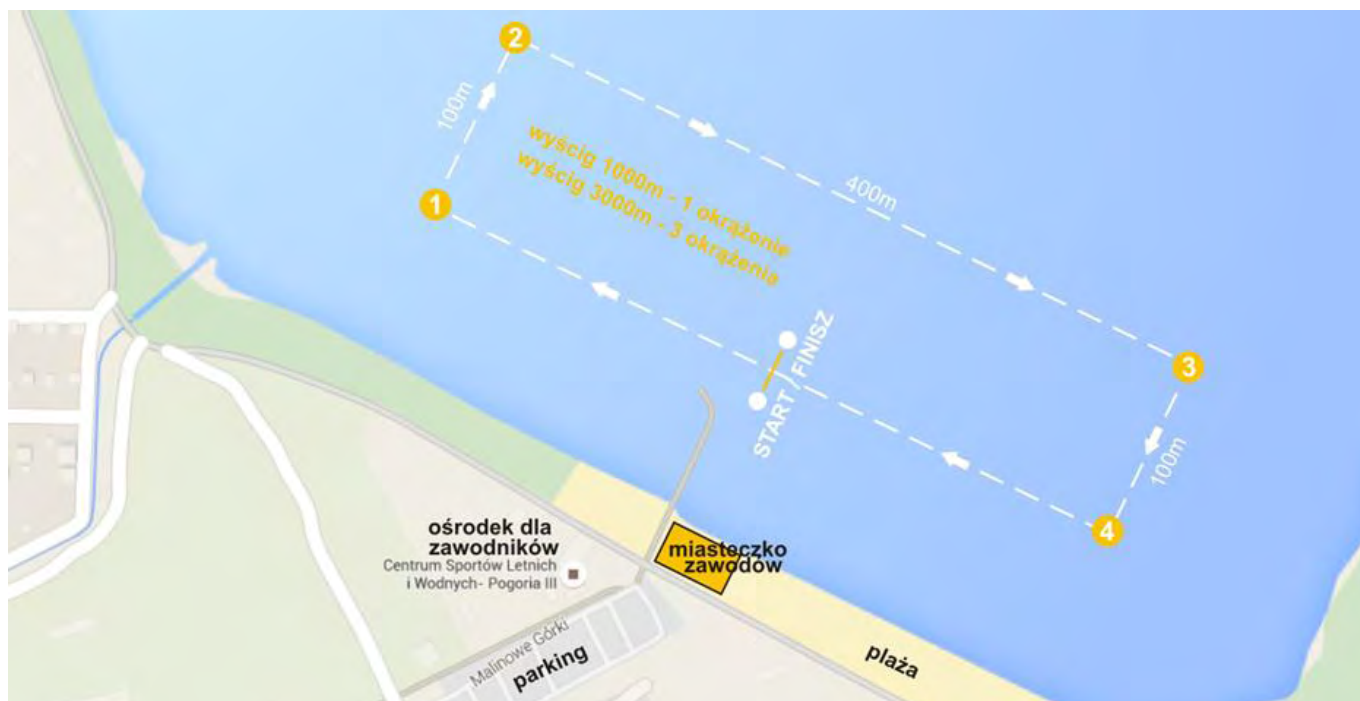 2
100m
wyścig 1000m - 1 okrążenie
wyścig 3000m - 3 okrążenia
400m
1
START / FINISZ
3
100m
4
ośrodek dla
zawodników
Centrum Sportów Letnich
i Wodnych- Pogoria III
miasteczko
zawodów
Malinowe Górki
parking
plaża